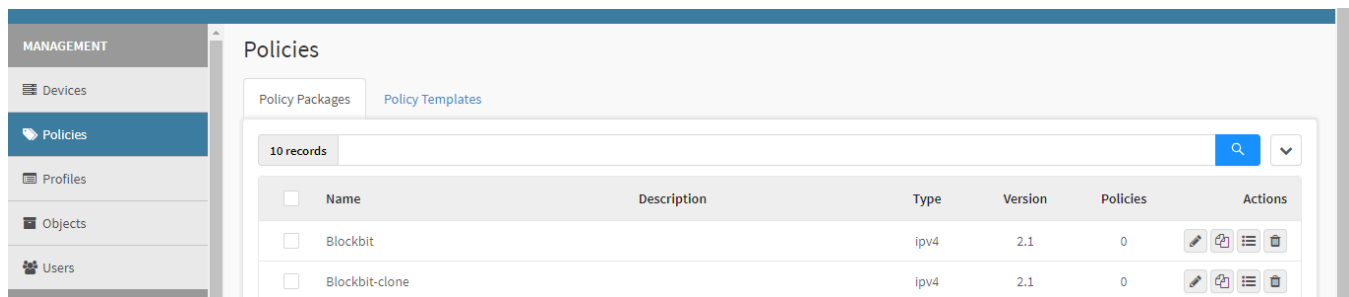 MANAGEMENT
Devices
Policies
Profiles
Objects
Users
Policies
Policy Packages Policy Templates
10 records
Name Description Type Version Policies Actions
Blockbit ipv4 2.1 0
Blockbit-clone ipv4 2.1 0